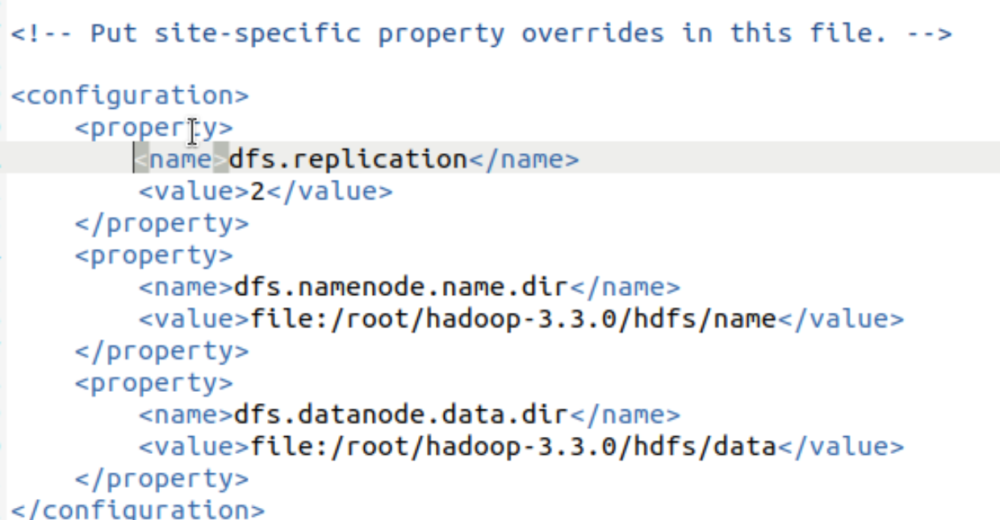 <!-- Put site-specific property overrides in this file. -->
<configuration>
    <property>
        <name>dfs.replication</name>
        <value>2</value>
    </property>
    <property>
        <name>dfs.namenode.name.dir</name>
        <value>file:/root/hadoop-3.3.0/hdfs/name</value>
    </property>
    <property>
        <name>dfs.datanode.data.dir</name>
        <value>file:/root/hadoop-3.3.0/hdfs/data</value>
    </property>
</configuration>